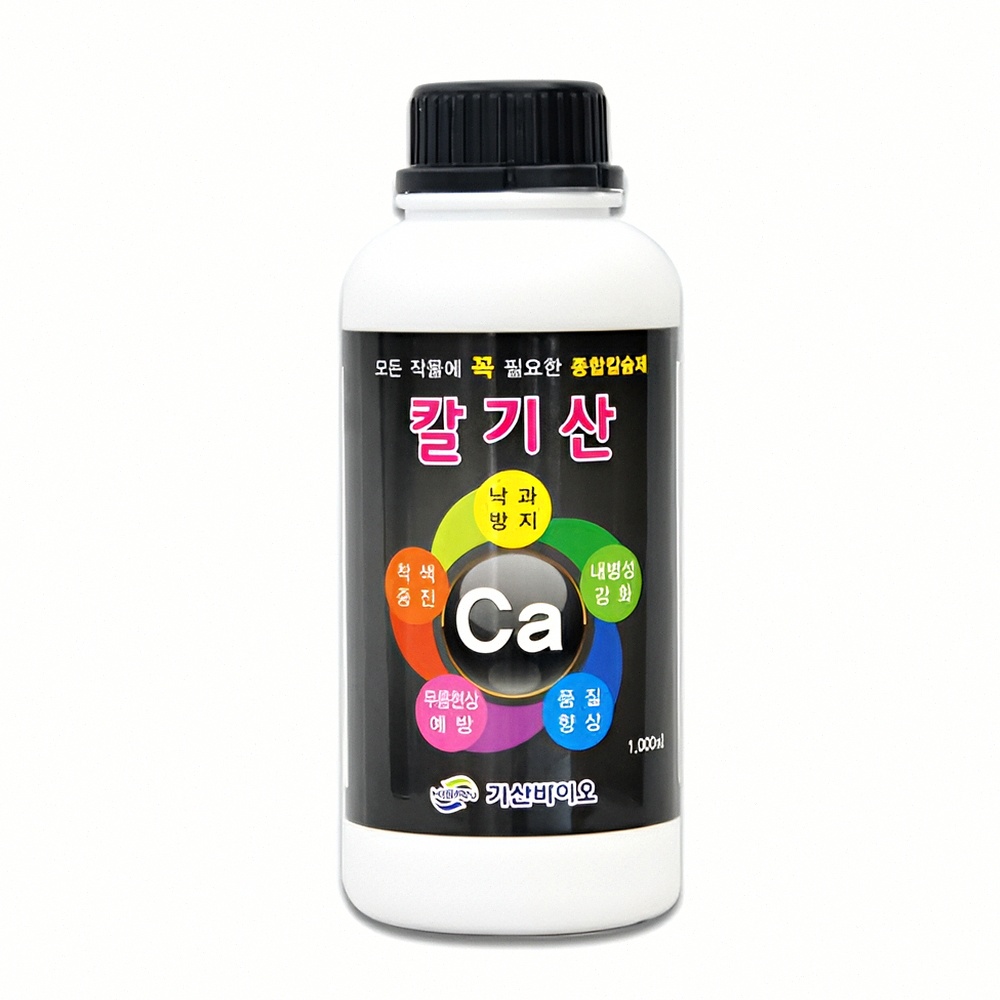 모든 작물에 꼭 필요한 종합칼슘제
칼기산
낙과
방지
착색
증진
내병성
강화
Ca
무름현상
예방
품질
향상
1,000㎖
기산바이오